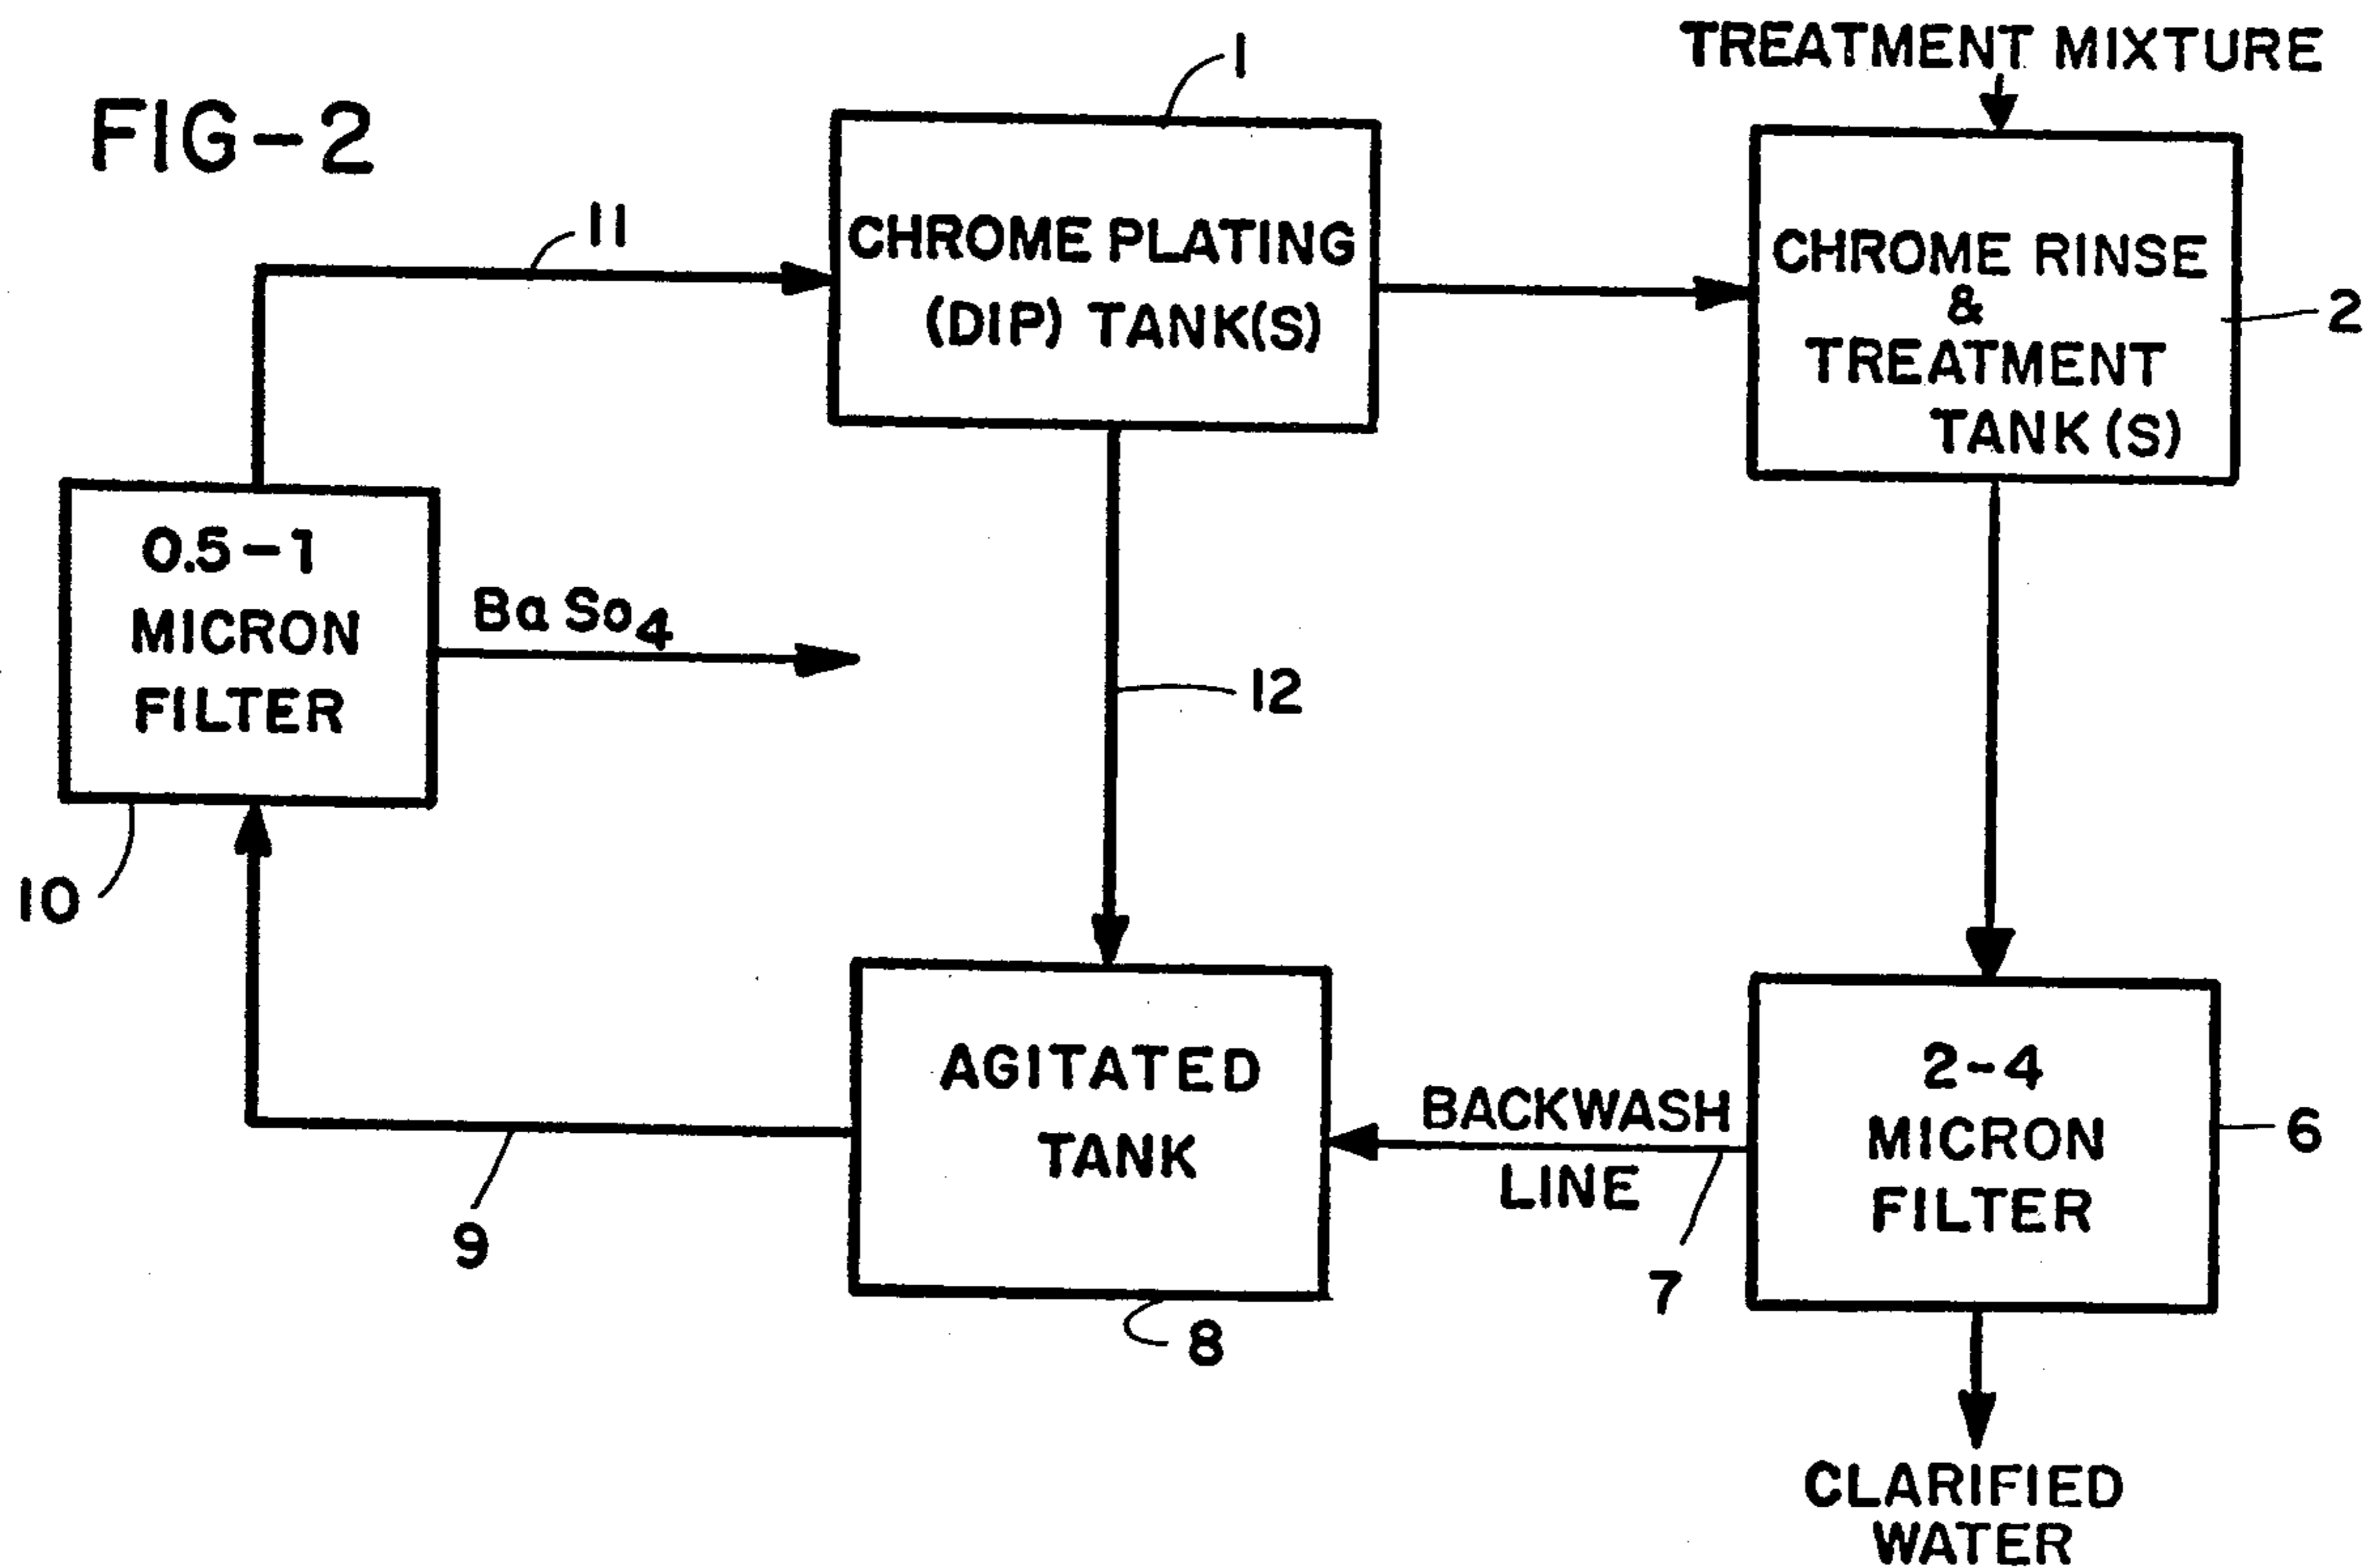 FIG-2
1
TREATMENT MIXTURE
11
CHROME PLATING
(DIP) TANK(S)
CHROME RINSE
&
TREATMENT
TANK (S)
2
0.5-1
MICRON
FILTER
Ba So4
12
10
AGITATED
TANK
BACKWASH
LINE
2-4
MICRON
FILTER
6
9
7
8
CLARIFIED
WATER